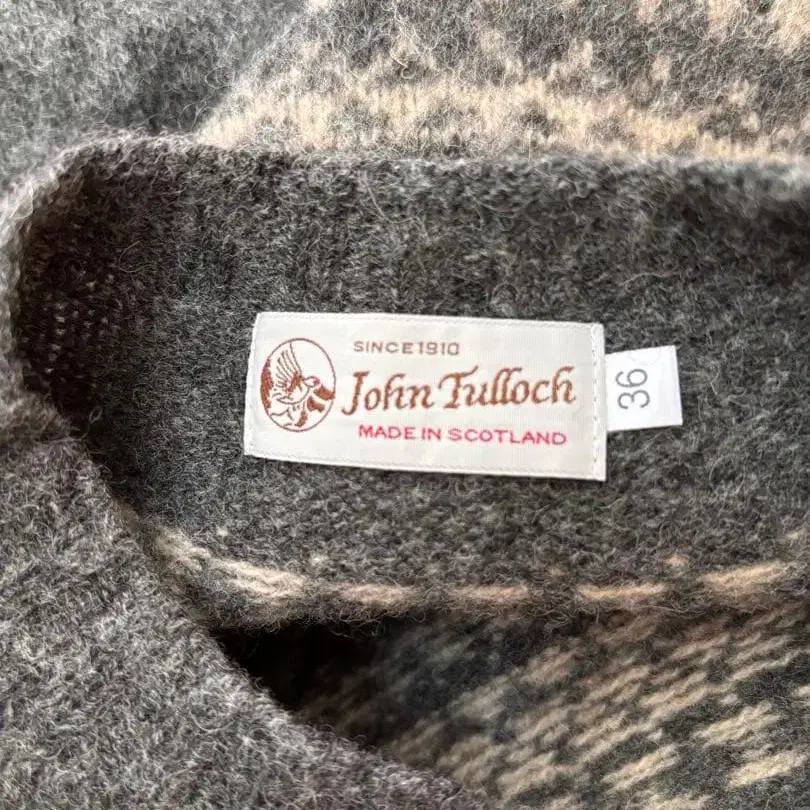 SINCE1910
John Tulloch
MADE IN SCOTLAND
36